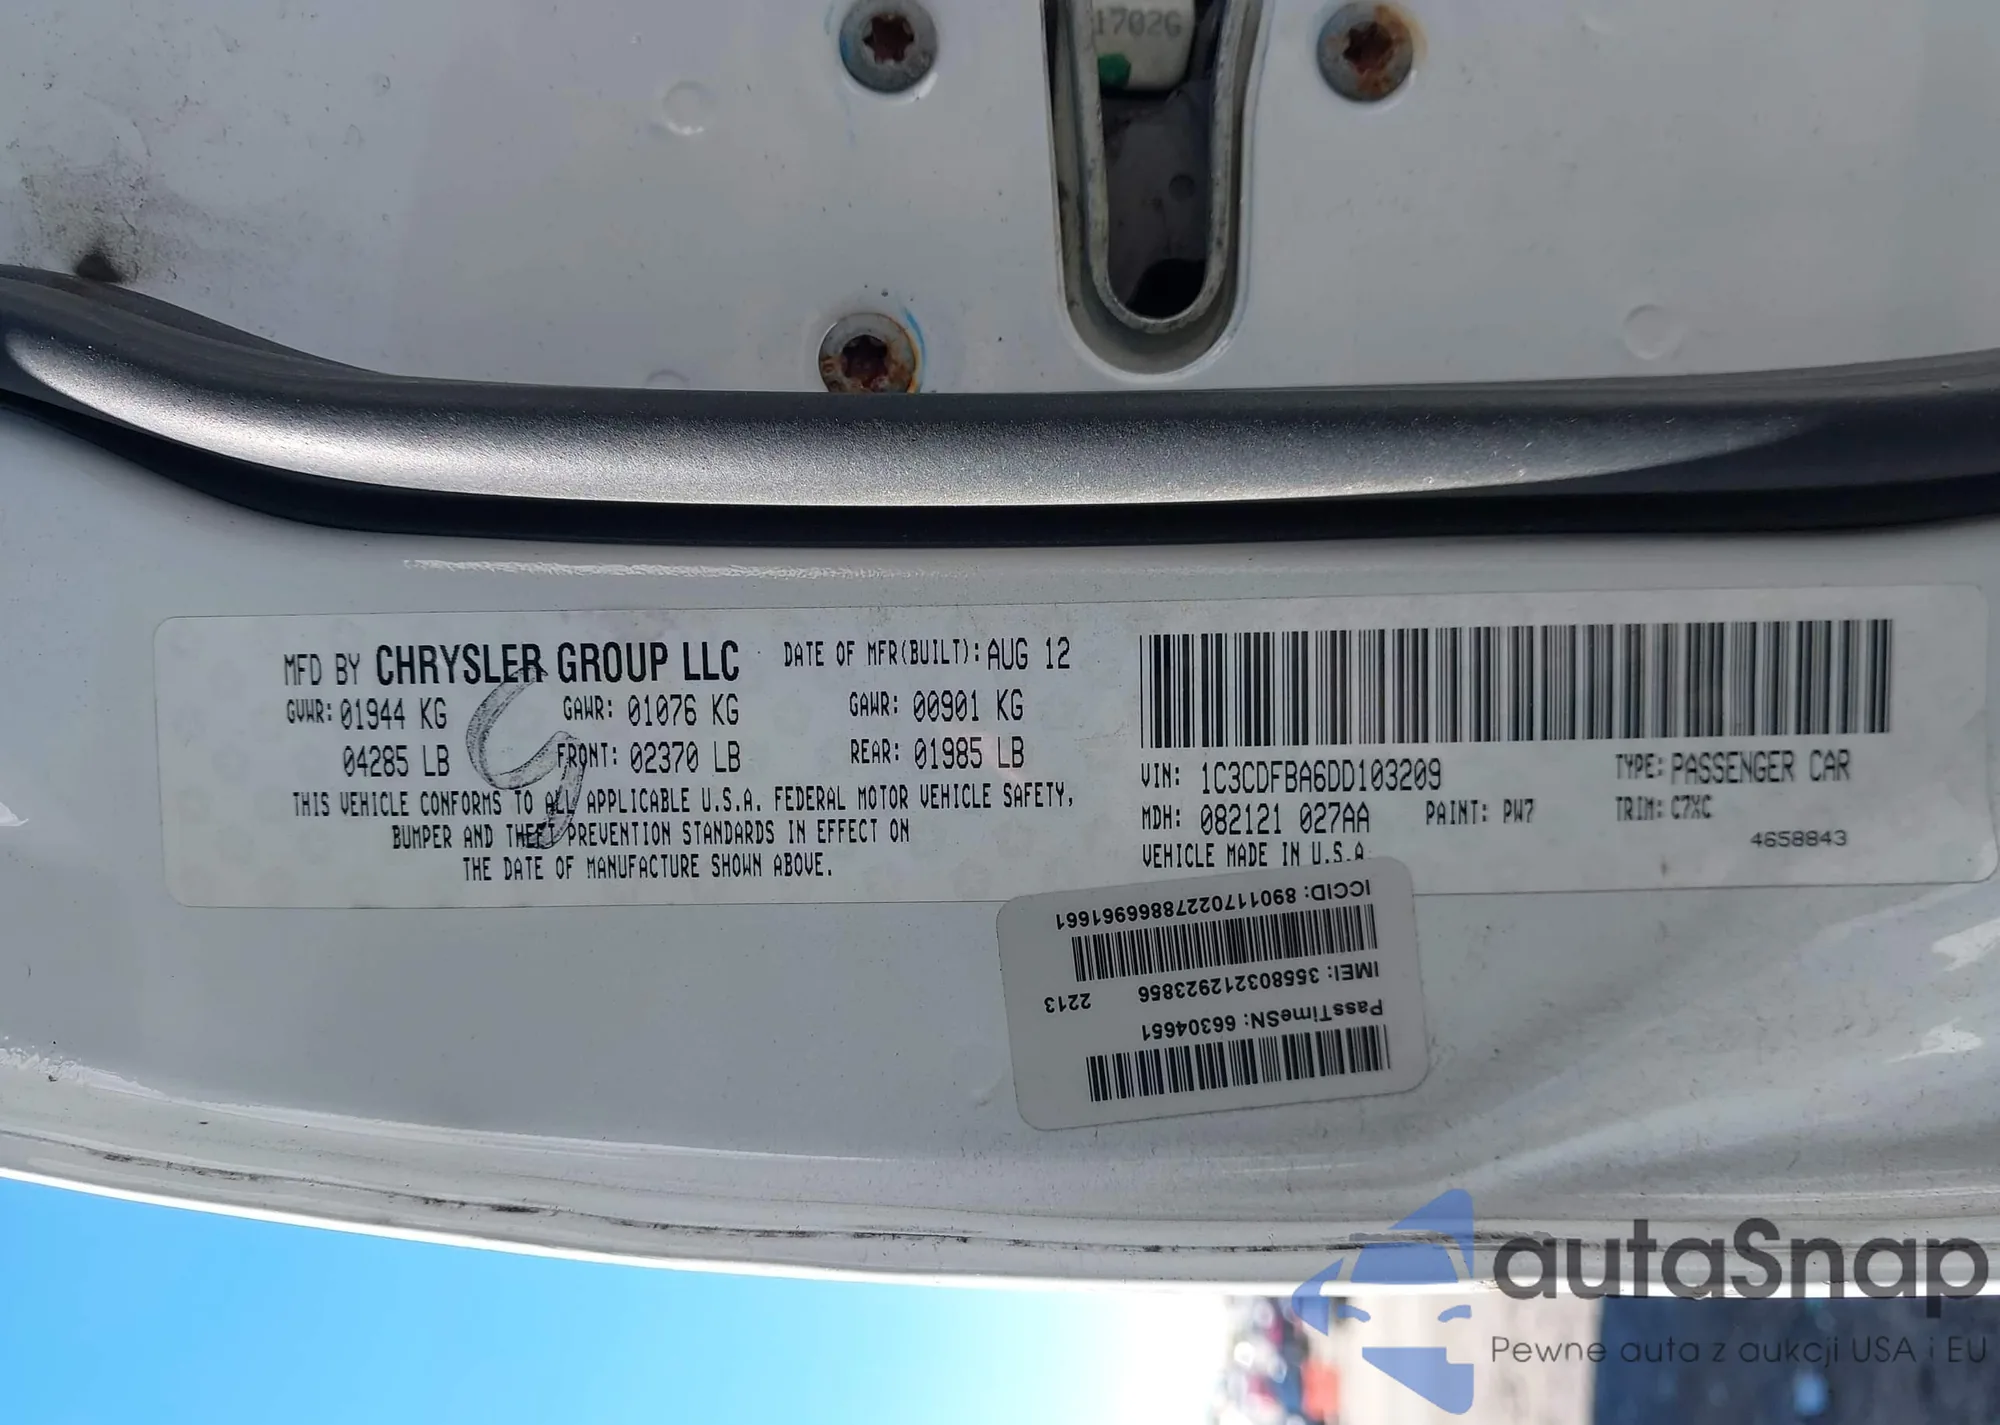 1702G
MFD BY CHRYSLER GROUP LLC DATE OF MFR(BUILT): AUG 12
GVWR: 01944 KG GAWR: 01076 KG GAWR: 00901 KG
04285 LB FRONT: 02370 LB REAR: 01985 LB
THIS VEHICLE CONFORMS TO ALL APPLICABLE U.S.A. FEDERAL MOTOR VEHICLE SAFETY,
BUMPER AND THEFT PREVENTION STANDARDS IN EFFECT ON
THE DATE OF MANUFACTURE SHOWN ABOVE.
VIN: 1C3CDFBA6DD103209 TYPE: PASSENGER CAR
MDH: 082121 027AA PAINT: PW7 TRIM: C7XC
VEHICLE MADE IN U.S.A. 4658843
PassTimeSN: 66304651
IMEI: 355803212923856 2213
ICCID: 89011702278866961661
autaSnap
Pewne auta z aukcji USA i EU